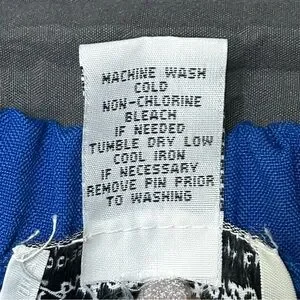 MACHINE WASH
COLD
NON-CHLORINE
BLEACH
IF NEEDED
TUMBLE DRY LOW
COOL IRON
IF NECESSARY
REMOVE PIN PRIOR
TO WASHING